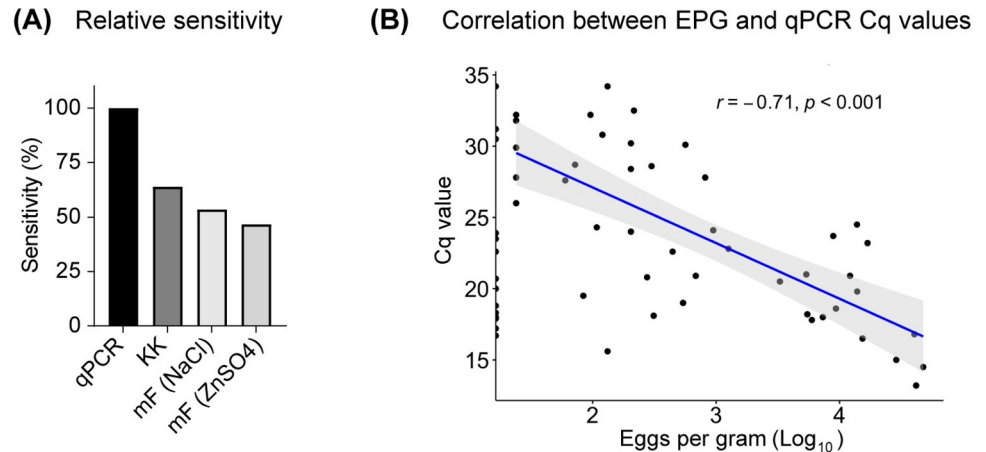 (A) Relative sensitivity
Sensitivity (%)
100
75
50
25
0
qPCR
KK
mF (NaCl)
mF (ZnSO4)
(B) Correlation between EPG and qPCR Cq values
r = −0.71, p < 0.001
Cq value
35
30
25
20
15
2 3 4
Eggs per gram (Log₁₀)